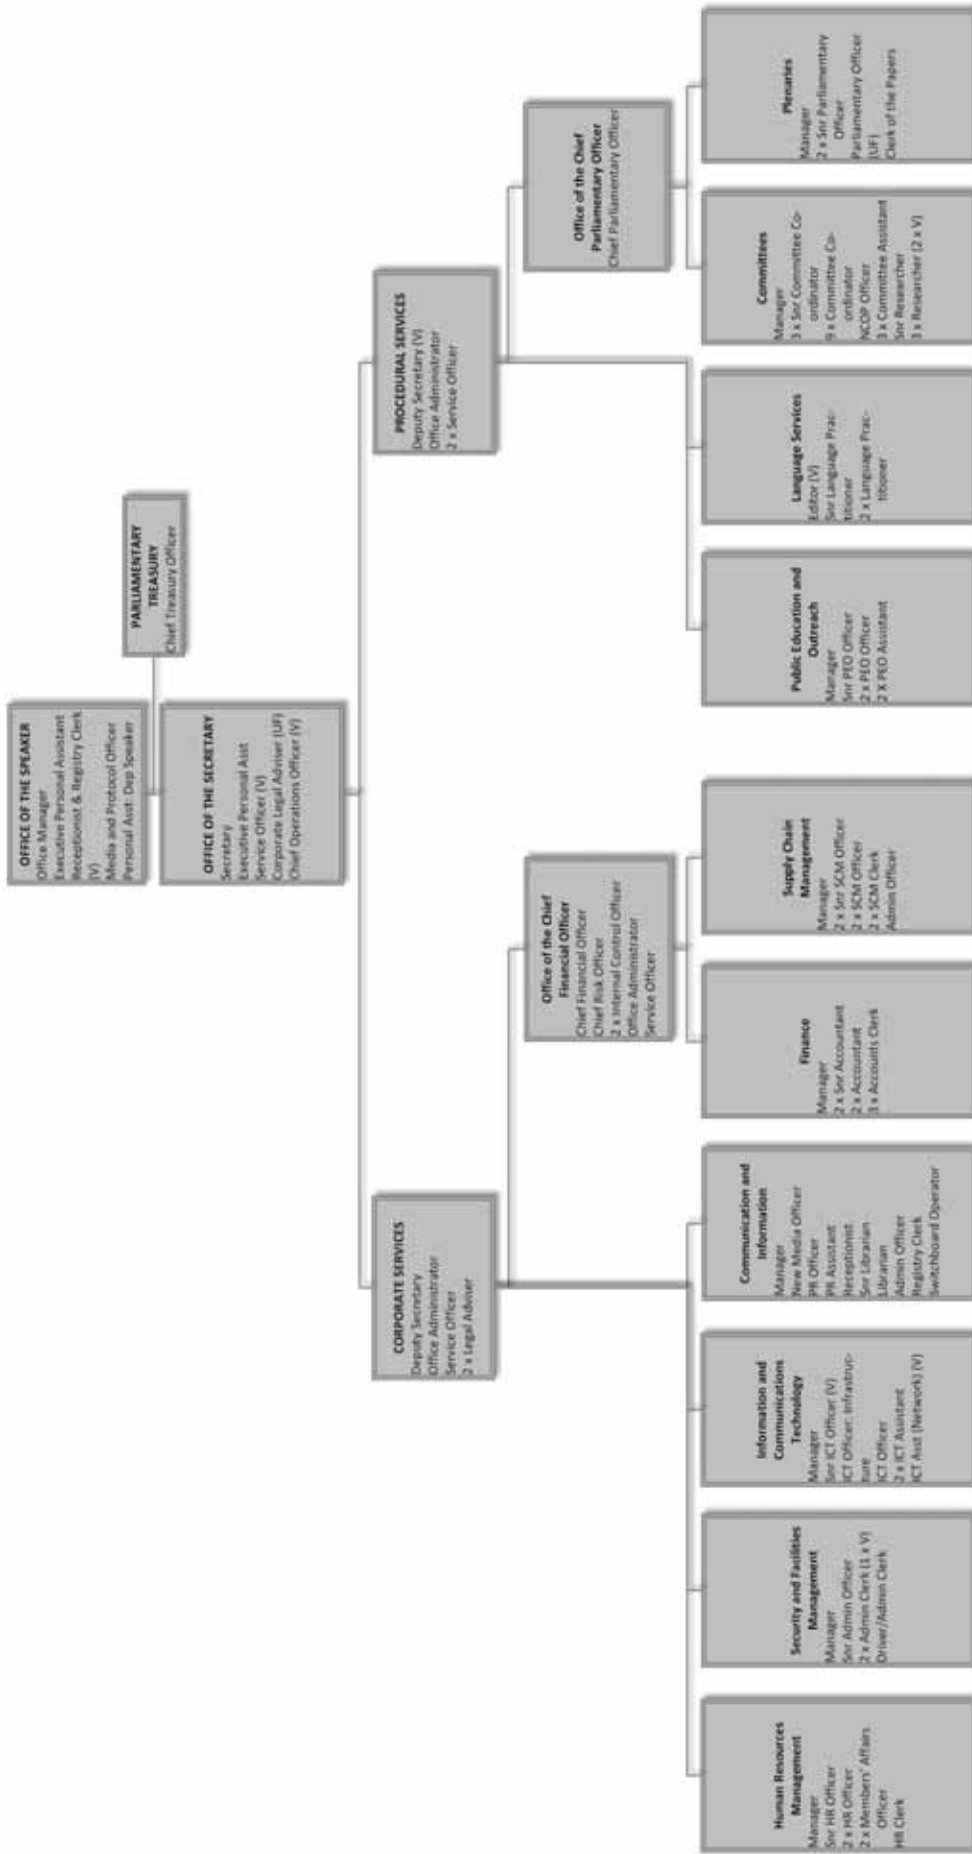 OFFICE OF THE SPEAKER
Office Manager
Executive Personal Assistant
Receptionist & Registry Clerk
(V)
Media and Protocol Officer
Personal Asst: Dep Speaker
PARLIAMENTARY
TREASURY
Chief Treasury Officer
OFFICE OF THE SECRETARY
Secretary
Executive Personal Asst
Service Officer (V)
Corporate Legal Adviser (UF)
Chief Operations Officer (V)
CORPORATE SERVICES
Deputy Secretary
Office Administrator
Service Officer
2 x Legal Adviser
PROCEDURAL SERVICES
Deputy Secretary (V)
Office Administrator
2 x Service Officer
Office of the Chief
Financial Officer
Chief Financial Officer
Chief Risk Officer
2 x Internal Control Officer
Office Administrator
Service Officer
Office of the Chief
Parliamentary Officer
Chief Parliamentary Officer
Human Resources
Management
Manager
Snr HR Officer
2 x HR Officer
2 x Members' Affairs
Officer
HR Clerk
Security and Facilities
Management
Manager
Snr Admin Officer
2 x Admin Clerk (1 x V)
Driver/Admin Clerk
Information and
Communications
Technology
Manager
Snr ICT Officer (V)
ICT Officer: Infrastruc-
ture
ICT Officer
2 x ICT Assistant
ICT Asst (Network) (V)
Communication and
Information
Manager
New Media Officer
PR Officer
PR Assistant
Receptionist
Snr Librarian
Librarian
Admin Officer
Registry Clerk
Switchboard Operator
Finance
Manager
2 x Snr Accountant
2 x Accountant
3 x Accounts Clerk
Supply Chain
Management
Manager
2 x Snr SCM Officer
2 x SCM Officer
2 x SCM Clerk
Admin Officer
Public Education and
Outreach
Manager
Snr PEO Officer
2 x PEO Officer
2 X PEO Assistant
Language Services
Editor (V)
Snr Language Prac-
titioner
2 x Language Prac-
titioner
Committees
Manager
3 x Snr Committee Co-
ordinator
9 x Committee Co-
ordinator
NCOP Officer
3 x Committee Assistant
Snr Researcher
3 x Researcher (2 x V)
Plenaries
Manager
2 x Snr Parliamentary
Officer
Parliamentary Officer
(UF)
Clerk of the Papers